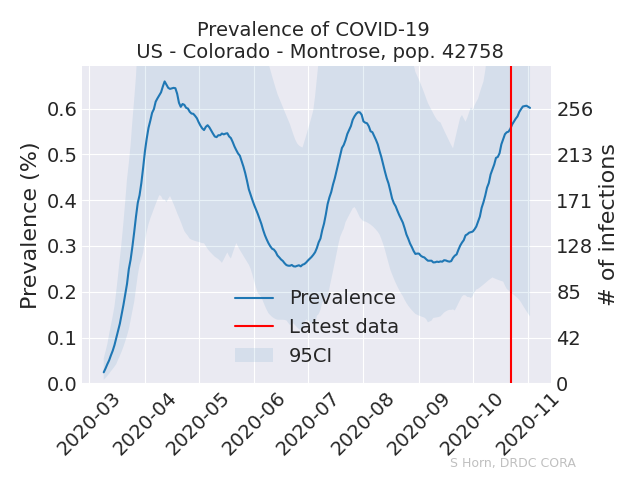 Prevalence of COVID-19
US - Colorado - Montrose, pop. 42758
Prevalence (%)
0.6
0.5
0.4
0.3
0.2
0.1
0.0
256
213
171
128
85
42
0
# of infections
Prevalence
Latest data
95CI
2020-03
2020-04
2020-05
2020-06
2020-07
2020-08
2020-09
2020-10
2020-11
S Horn, DRDC CORA